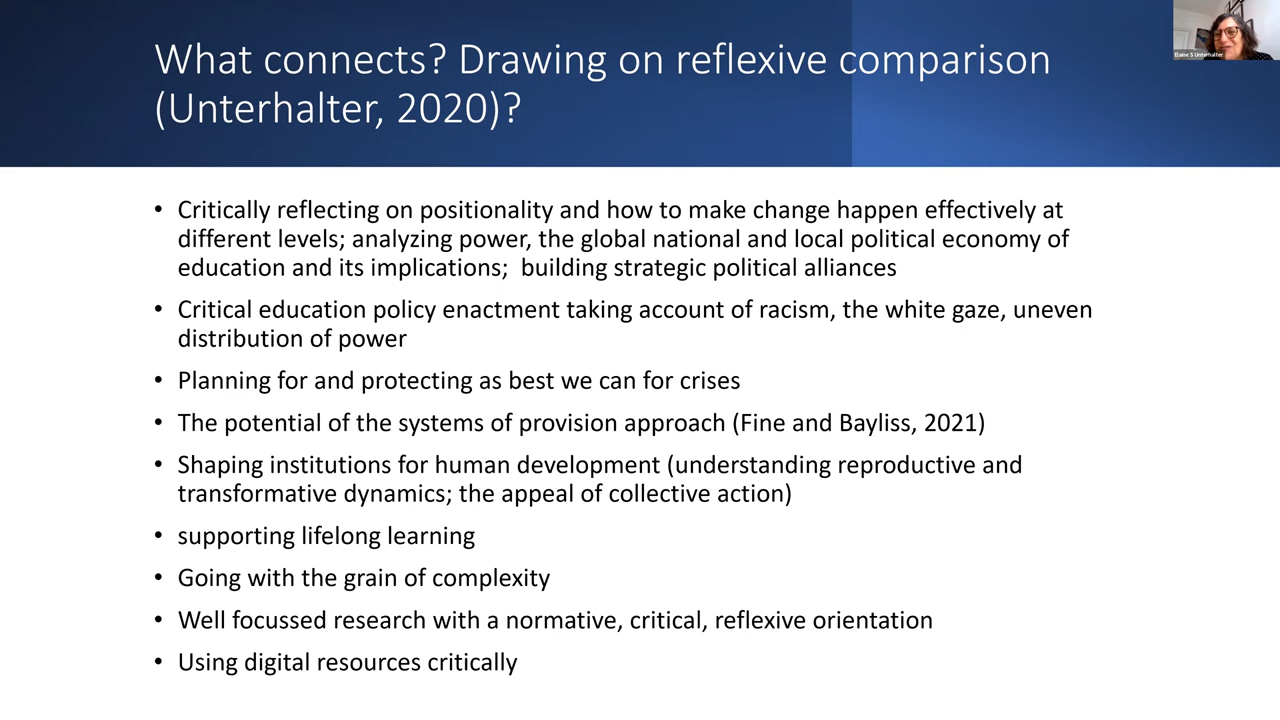 What connects? Drawing on reflexive comparison
(Unterhalter, 2020)?
Elaine S Unterhalter
• Critically reflecting on positionality and how to make change happen effectively at
different levels; analyzing power, the global national and local political economy of
education and its implications;  building strategic political alliances
• Critical education policy enactment taking account of racism, the white gaze, uneven
distribution of power
• Planning for and protecting as best we can for crises
• The potential of the systems of provision approach (Fine and Bayliss, 2021)
• Shaping institutions for human development (understanding reproductive and
transformative dynamics; the appeal of collective action)
• supporting lifelong learning
• Going with the grain of complexity
• Well focussed research with a normative, critical, reflexive orientation
• Using digital resources critically